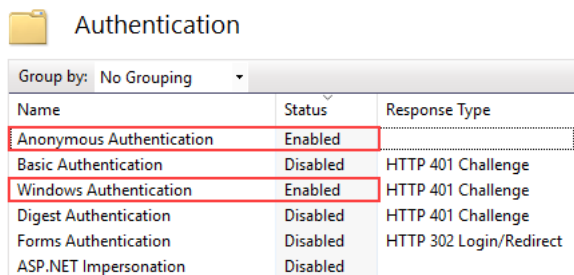 Authentication
Group by: No Grouping
Name Status Response Type
Anonymous Authentication Enabled
Basic Authentication Disabled HTTP 401 Challenge
Windows Authentication Enabled HTTP 401 Challenge
Digest Authentication Disabled HTTP 401 Challenge
Forms Authentication Disabled HTTP 302 Login/Redirect
ASP.NET Impersonation Disabled